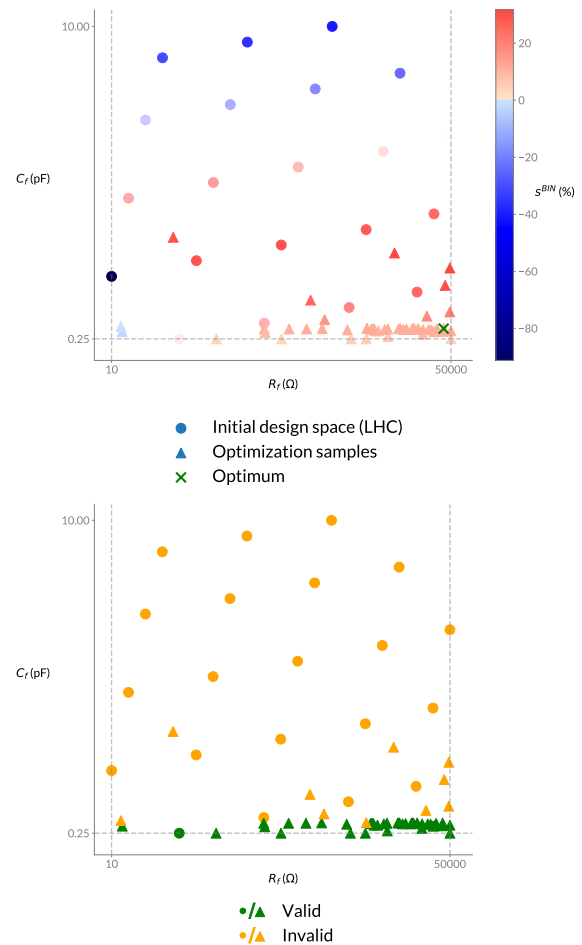 10.00
C_f (pF)
0.25
10
50000
R_f (Ω)
20
0
−20
−40
−60
−80
s^BIN (%)
Initial design space (LHC)
Optimization samples
Optimum
10.00
C_f (pF)
0.25
10
50000
R_f (Ω)
Valid
Invalid